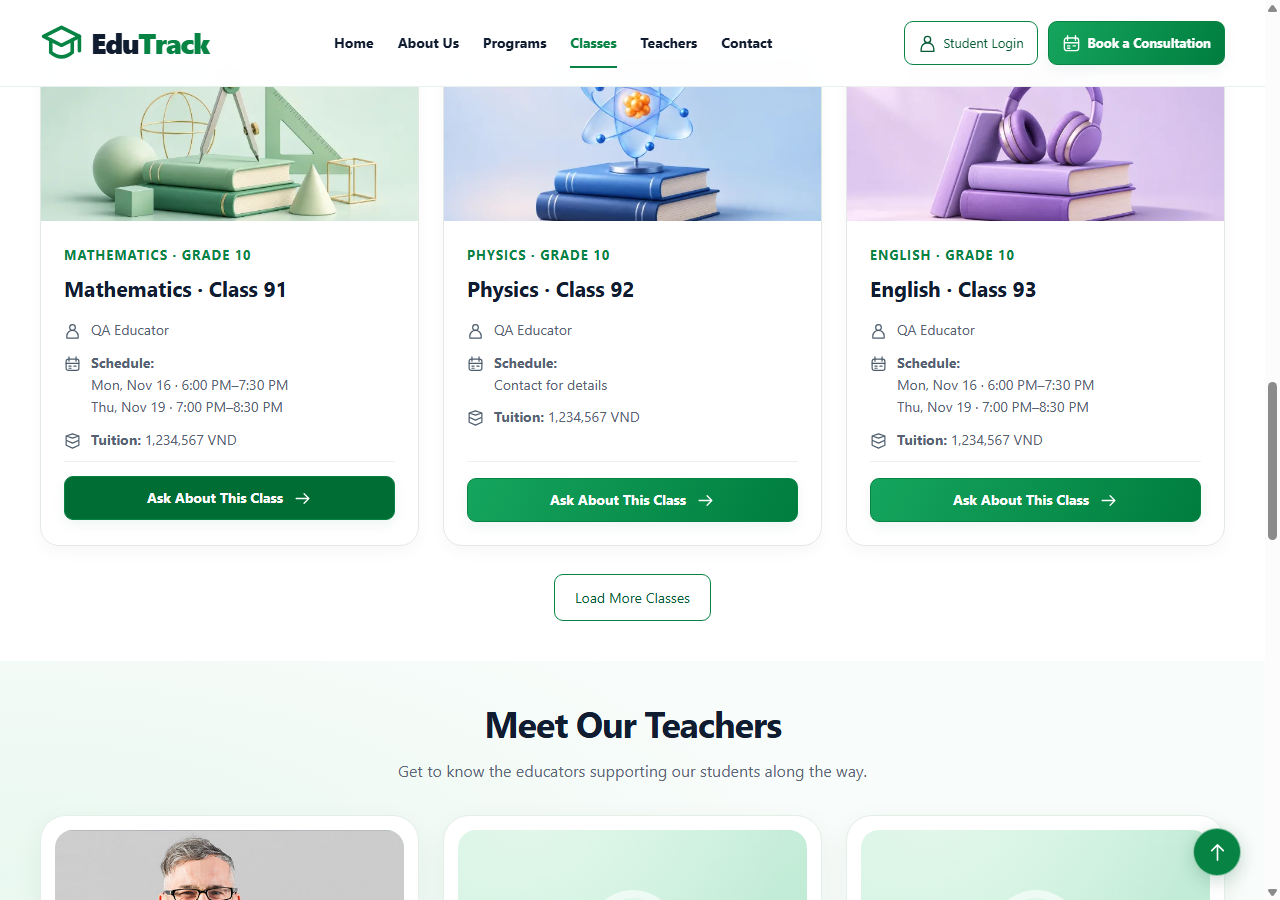 EduTrack
Home
About Us
Programs
Classes
Teachers
Contact
Student Login
Book a Consultation
MATHEMATICS · GRADE 10
Mathematics · Class 91
QA Educator
Schedule:
Mon, Nov 16 · 6:00 PM–7:30 PM
Thu, Nov 19 · 7:00 PM–8:30 PM
Tuition: 1,234,567 VND
Ask About This Class
PHYSICS · GRADE 10
Physics · Class 92
QA Educator
Schedule:
Contact for details
Tuition: 1,234,567 VND
Ask About This Class
ENGLISH · GRADE 10
English · Class 93
QA Educator
Schedule:
Mon, Nov 16 · 6:00 PM–7:30 PM
Thu, Nov 19 · 7:00 PM–8:30 PM
Tuition: 1,234,567 VND
Ask About This Class
Load More Classes
Meet Our Teachers
Get to know the educators supporting our students along the way.